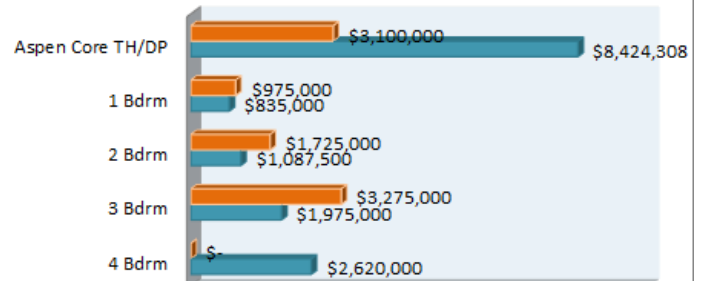 $3,100,000
Aspen Core TH/DP
$8,424,308
$975,000
1 Bdrm
$835,000
$1,725,000
2 Bdrm
$1,087,500
$3,275,000
3 Bdrm
$1,975,000
$-
4 Bdrm
$2,620,000